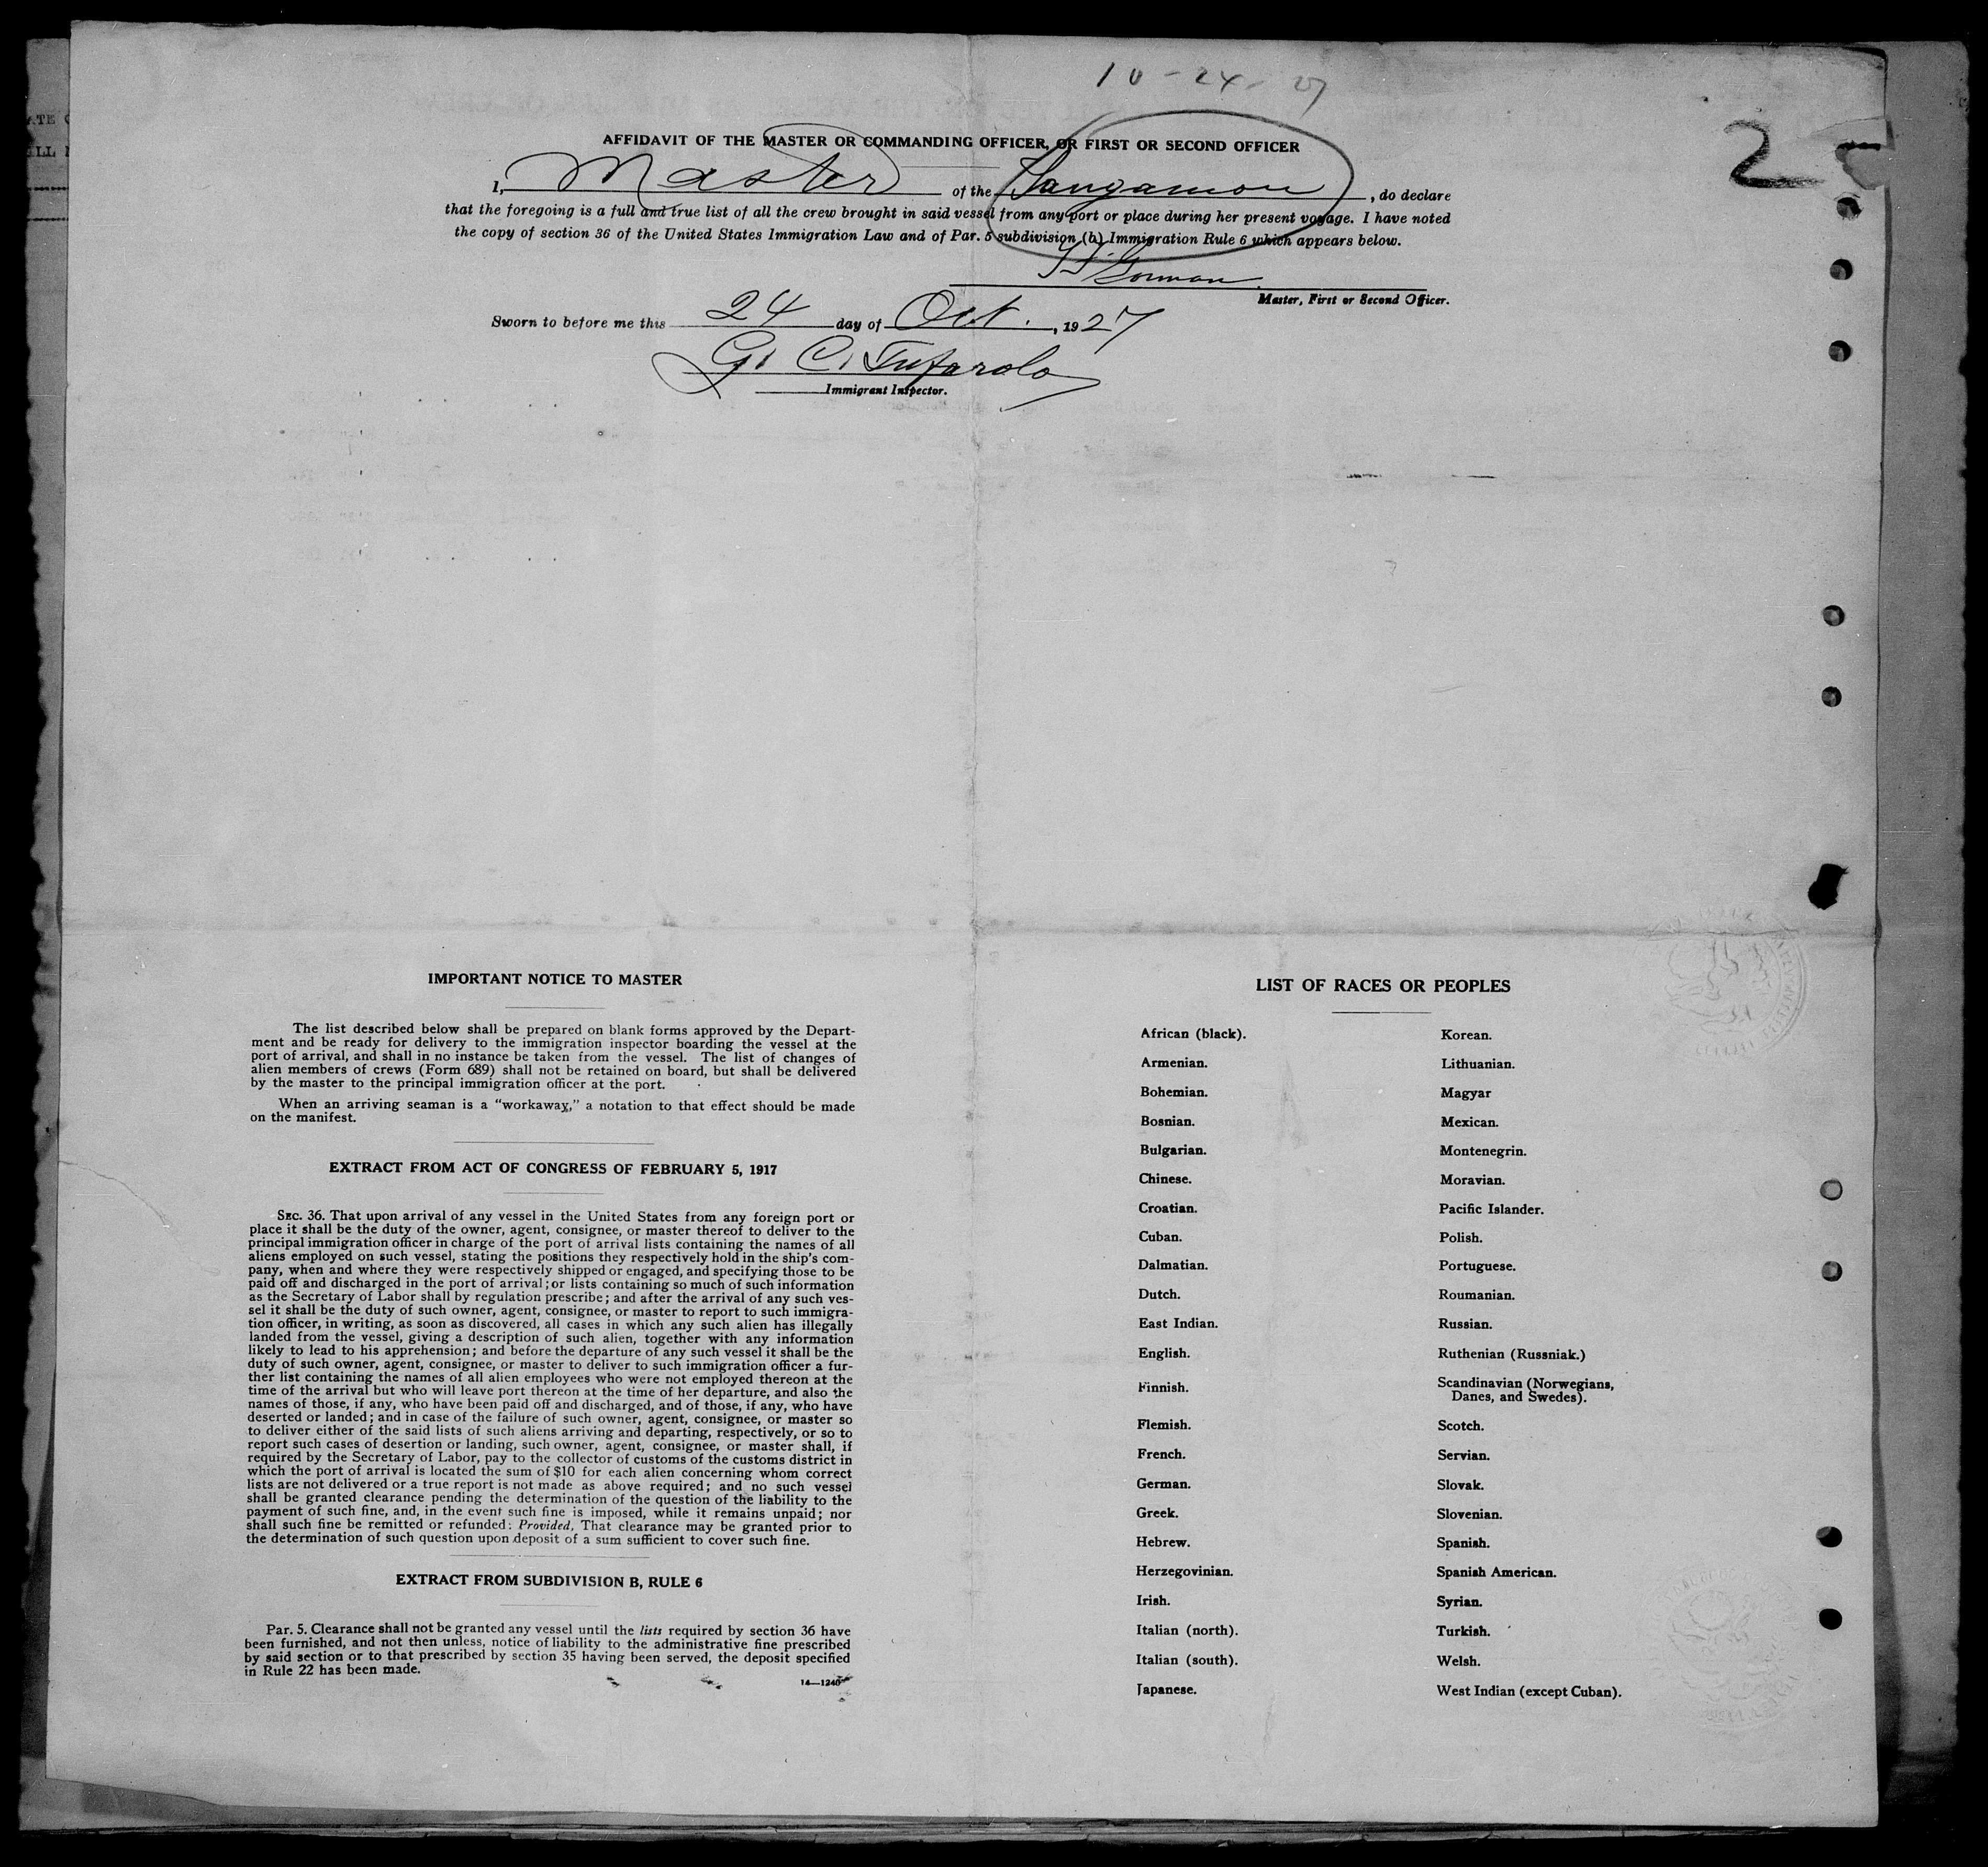 10-24-27
2
ATE
ALL
AFFIDAVIT OF THE MASTER OR COMMANDING OFFICER, OR FIRST OR SECOND OFFICER
I, Master of the Sangamon, do declare
that the foregoing is a full and true list of all the crew brought in said vessel from any port or place during her present voyage. I have noted
the copy of section 36 of the United States Immigration Law and of Par. 5 subdivision (b) Immigration Rule 6 which appears below.
Gorman
Master, First or Second Officer.
Sworn to before me this 24 day of Oct., 1927
G. C. Tufarolo
Immigrant Inspector.
IMPORTANT NOTICE TO MASTER
The list described below shall be prepared on blank forms approved by the Depart-
ment and be ready for delivery to the immigration inspector boarding the vessel at the
port of arrival, and shall in no instance be taken from the vessel. The list of changes of
alien members of crews (Form 689) shall not be retained on board, but shall be delivered
by the master to the principal immigration officer at the port.
When an arriving seaman is a "workaway," a notation to that effect should be made
on the manifest.
EXTRACT FROM ACT OF CONGRESS OF FEBRUARY 5, 1917
SEC. 36. That upon arrival of any vessel in the United States from any foreign port or
place it shall be the duty of the owner, agent, consignee, or master thereof to deliver to the
principal immigration officer in charge of the port of arrival lists containing the names of all
aliens employed on such vessel, stating the positions they respectively hold in the ship's com-
pany, when and where they were respectively shipped or engaged, and specifying those to be
paid off and discharged in the port of arrival; or lists containing so much of such information
as the Secretary of Labor shall by regulation prescribe; and after the arrival of any such ves-
sel it shall be the duty of such owner, agent, consignee, or master to report to such immigra-
tion officer, in writing, as soon as discovered, all cases in which any such alien has illegally
landed from the vessel, giving a description of such alien, together with any information
likely to lead to his apprehension; and before the departure of any such vessel it shall be the
duty of such owner, agent, consignee, or master to deliver to such immigration officer a fur-
ther list containing the names of all alien employees who were not employed thereon at the
time of the arrival but who will leave port thereon at the time of her departure, and also the
names of those, if any, who have been paid off and discharged, and of those, if any, who have
deserted or landed; and in case of the failure of such owner, agent, consignee, or master so
to deliver either of the said lists of such aliens arriving and departing, respectively, or so to
report such cases of desertion or landing, such owner, agent, consignee, or master shall, if
required by the Secretary of Labor, pay to the collector of customs of the customs district in
which the port of arrival is located the sum of $10 for each alien concerning whom correct
lists are not delivered or a true report is not made as above required; and no such vessel
shall be granted clearance pending the determination of the question of the liability to the
payment of such fine, and, in the event such fine is imposed, while it remains unpaid; nor
shall such fine be remitted or refunded: Provided, That clearance may be granted prior to
the determination of such question upon deposit of a sum sufficient to cover such fine.
EXTRACT FROM SUBDIVISION B, RULE 6
Par. 5. Clearance shall not be granted any vessel until the lists required by section 36 have
been furnished, and not then unless, notice of liability to the administrative fine prescribed
by said section or to that prescribed by section 35 having been served, the deposit specified
in Rule 22 has been made.
14—1240
LIST OF RACES OR PEOPLES
African (black).
Armenian.
Bohemian.
Bosnian.
Bulgarian.
Chinese.
Croatian.
Cuban.
Dalmatian.
Dutch.
East Indian.
English.
Finnish.
Flemish.
French.
German.
Greek.
Hebrew.
Herzegovinian.
Irish.
Italian (north).
Italian (south).
Japanese.
Korean.
Lithuanian.
Magyar
Mexican.
Montenegrin.
Moravian.
Pacific Islander.
Polish.
Portuguese.
Roumanian.
Russian.
Ruthenian (Russniak.)
Scandinavian (Norwegians,
Danes, and Swedes).
Scotch.
Servian.
Slovak.
Slovenian.
Spanish.
Spanish American.
Syrian.
Turkish.
Welsh.
West Indian (except Cuban).